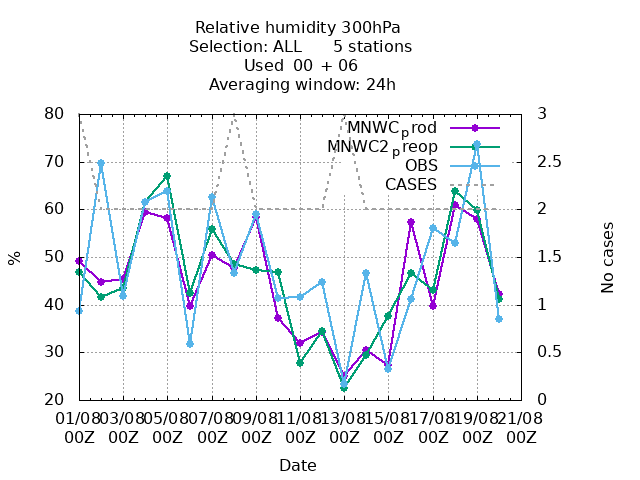 Relative humidity 300hPa
Selection: ALL 5 stations
Used 00 + 06
Averaging window: 24h
80 3
MNWCprod
MNWC2preop
70 2.5
OBS
CASES
60 2
50 1.5
% No cases
40 1
30 0.5
20 0
01/08 03/08 05/08 07/08 09/08 11/08 13/08 15/08 17/08 19/08 21/08
00Z 00Z 00Z 00Z 00Z 00Z 00Z 00Z 00Z 00Z 00Z
Date